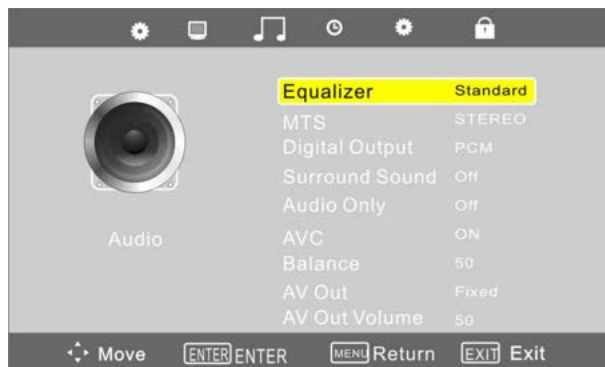 Equalizer Standard
MTS STEREO
Digital Output PCM
Surround Sound Off
Audio Only Off
Audio
AVC ON
Balance 50
AV Out Fixed
AV Out Volume 50
Move ENTER ENTER MENU Return EXIT Exit